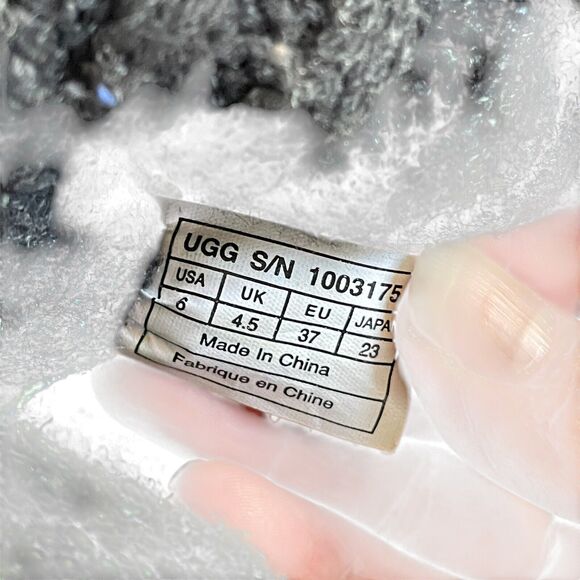 UGG S/N 1003175
USA UK EU JAPA
6 4.5 37 23
Made In China
Fabrique en Chine